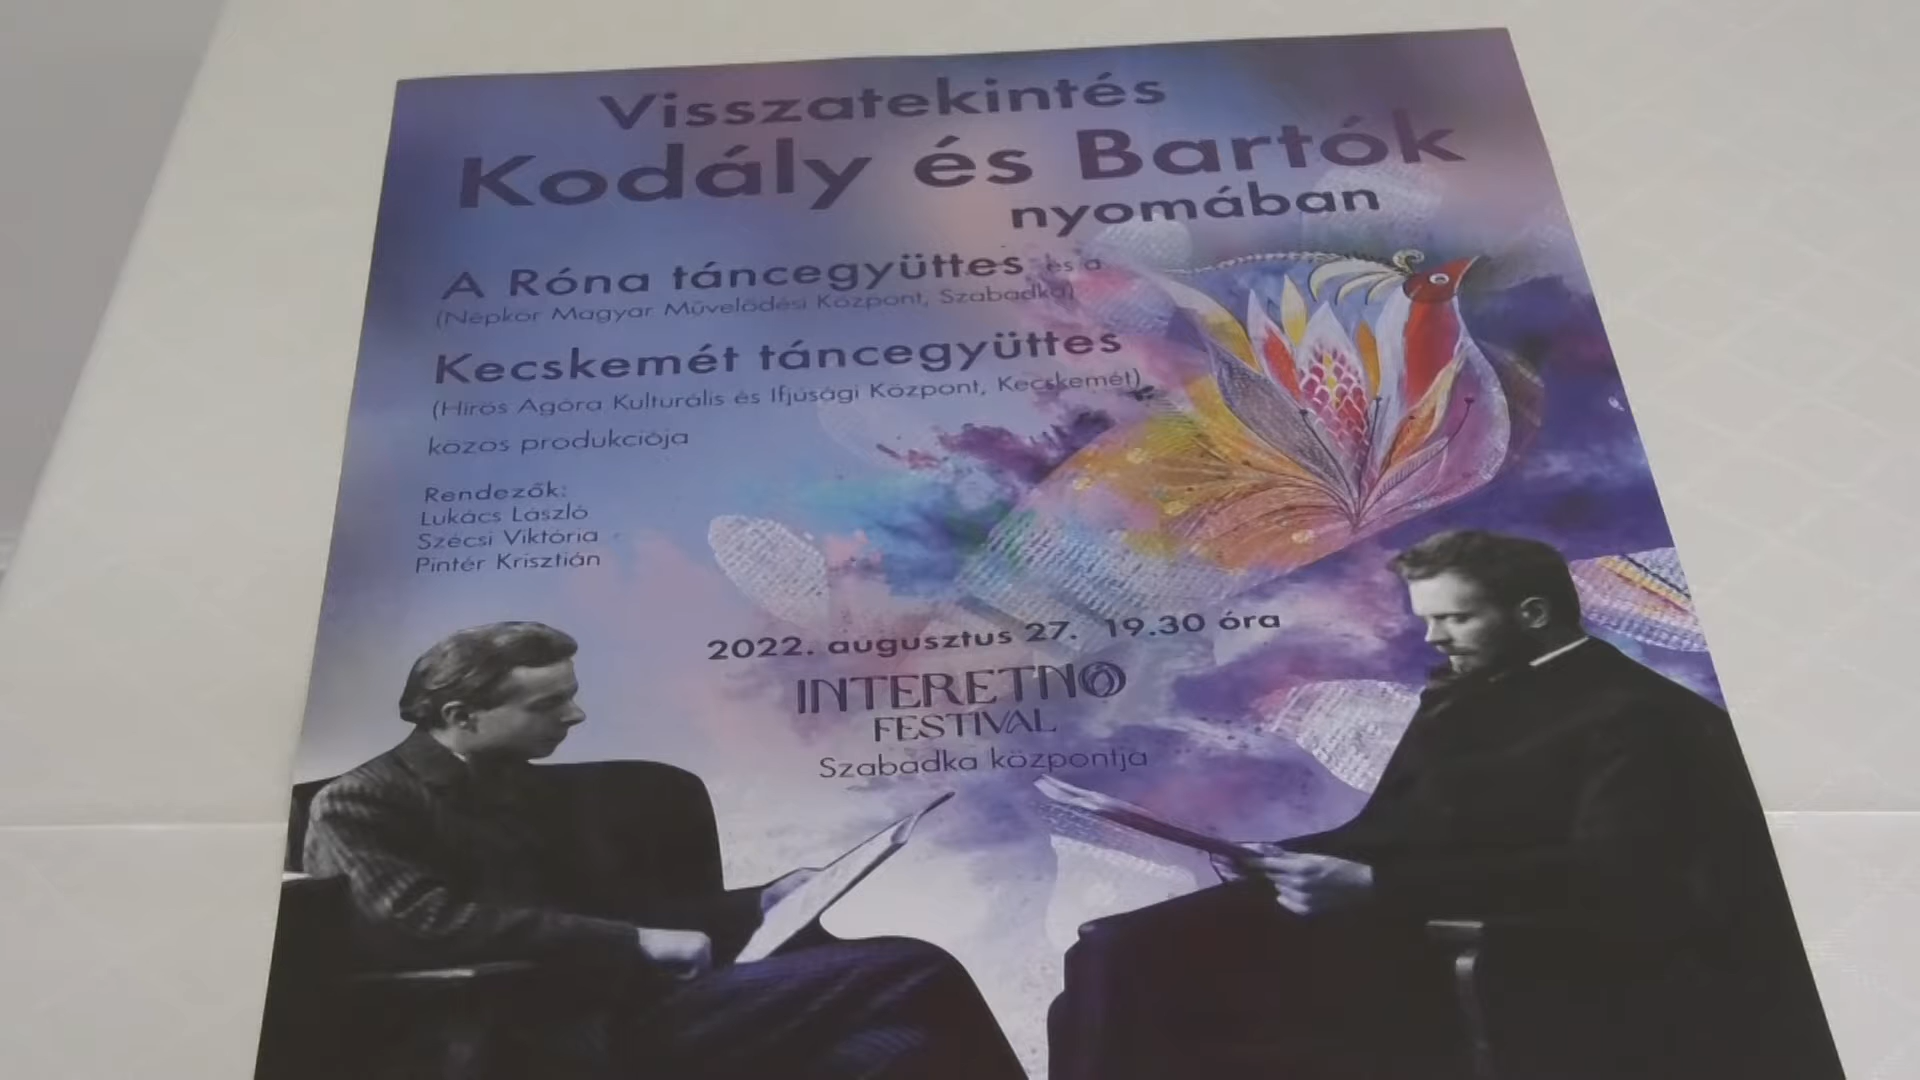 Visszatekintés
Kodály és Bartók
nyomában
A Róna táncegyüttes és a
(Népkör Magyar Művelődési Központ, Szabadka)
Kecskemét táncegyüttes
(Hírös Agóra Kulturális és Ifjúsági Központ, Kecskemét)
közös produkciója
Rendezők:
Lukács László
Szécsi Viktória
Pintér Krisztián
2022. augusztus 27. 19.30 óra
INTERETNO
FESTIVAL
Szabadka központja